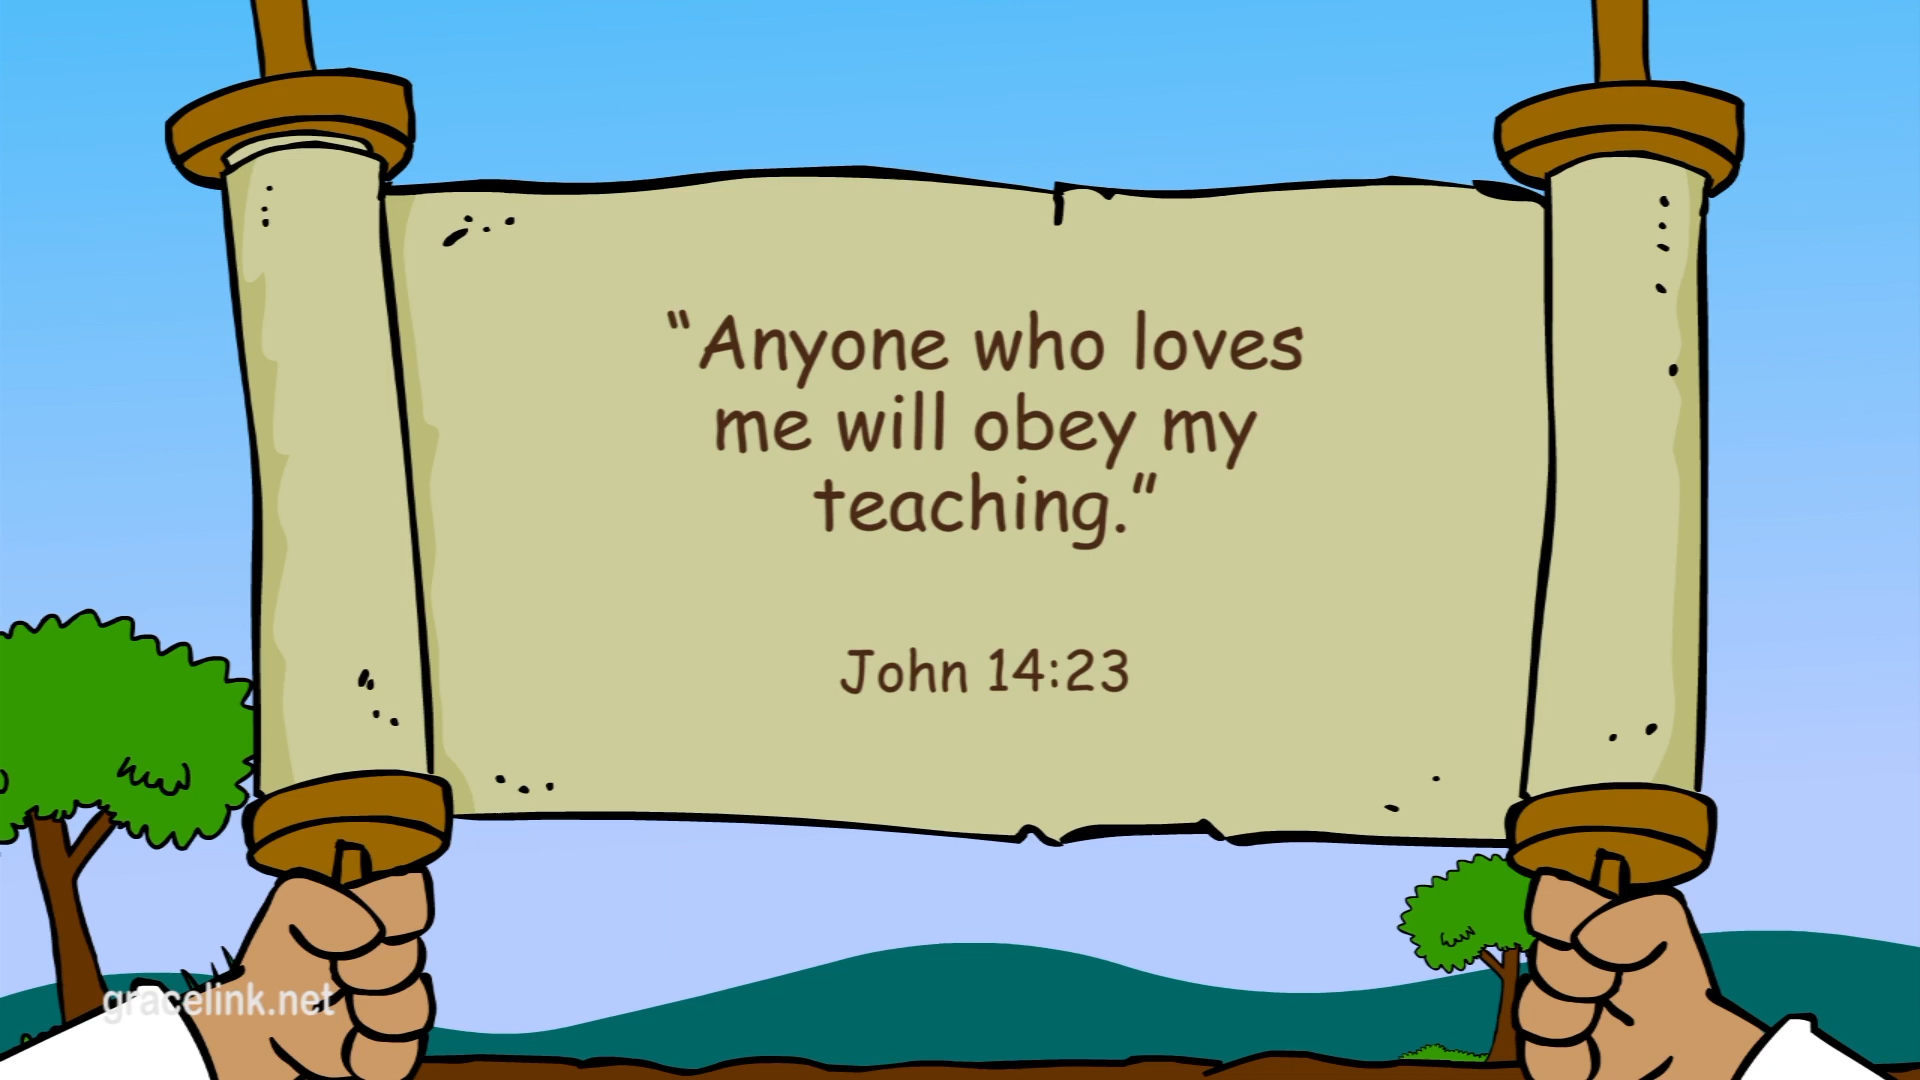 “Anyone who loves
me will obey my
teaching.”
John 14:23
gracelink.net